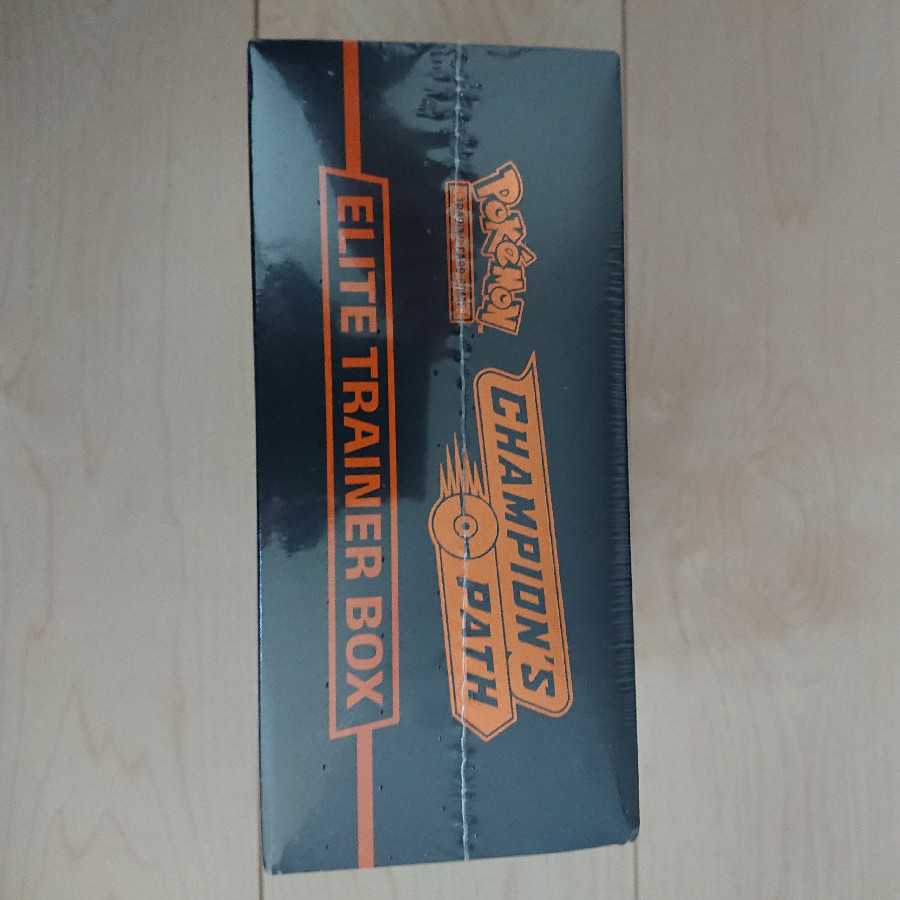 POKéMON
CHAMPION'S
PATH
ELITE TRAINER BOX